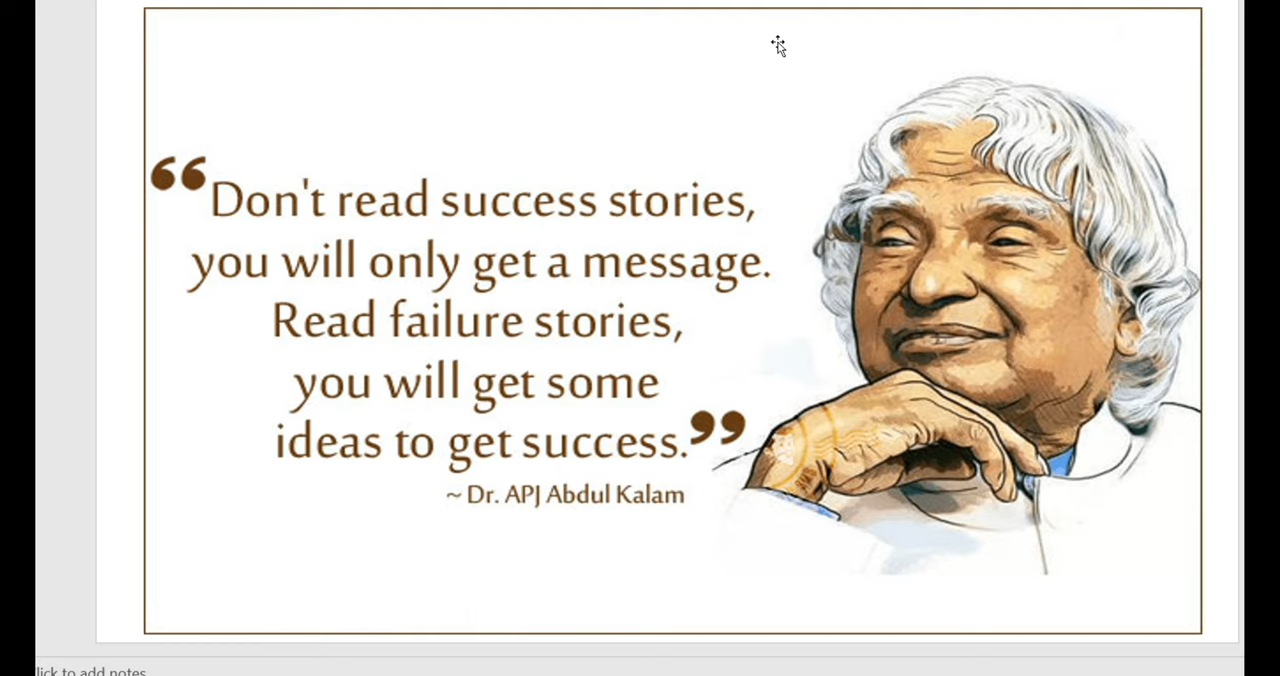 “Don't read success stories,
you will only get a message.
Read failure stories,
you will get some
ideas to get success.”
~ Dr. APJ Abdul Kalam
to add notes